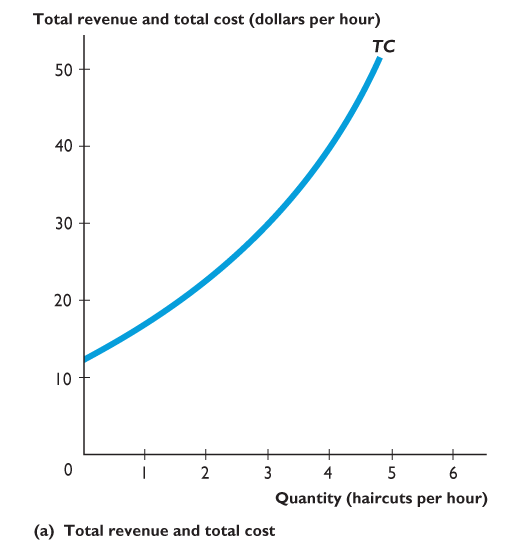 Total revenue and total cost (dollars per hour)
TC
50
40
30
20
10
0
1 2 3 4 5 6
Quantity (haircuts per hour)
(a) Total revenue and total cost